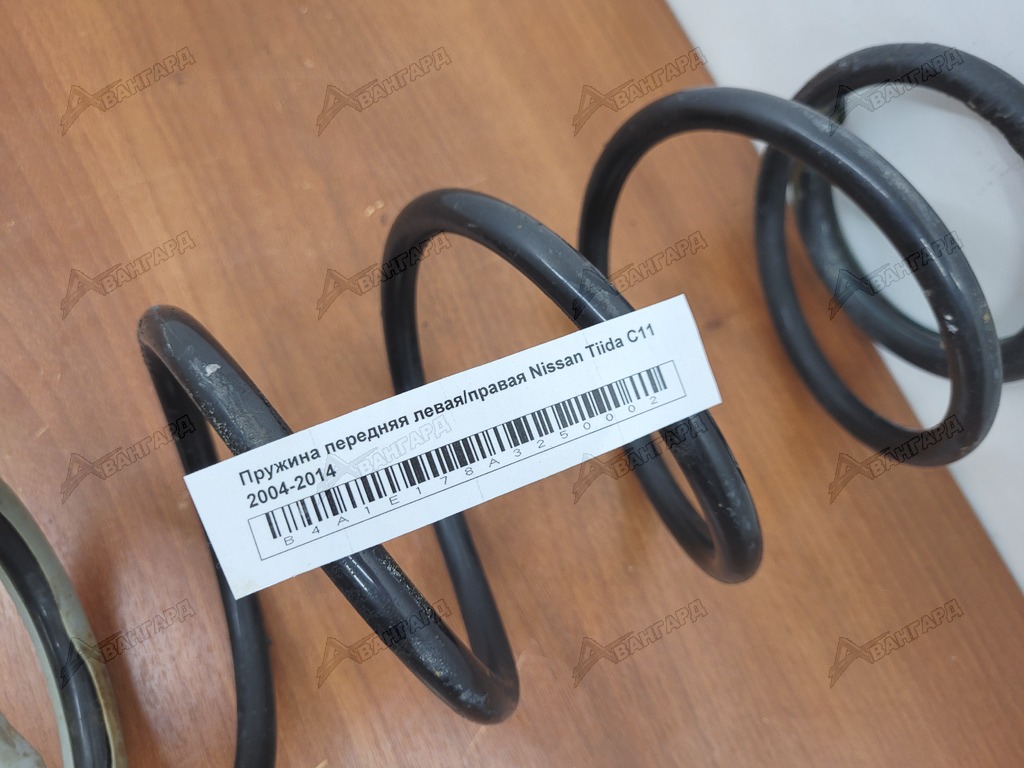 Пружина передняя левая/правая Nissan Tiida C11
2004-2014
B4A1E178A3250002
АВАНГАРД